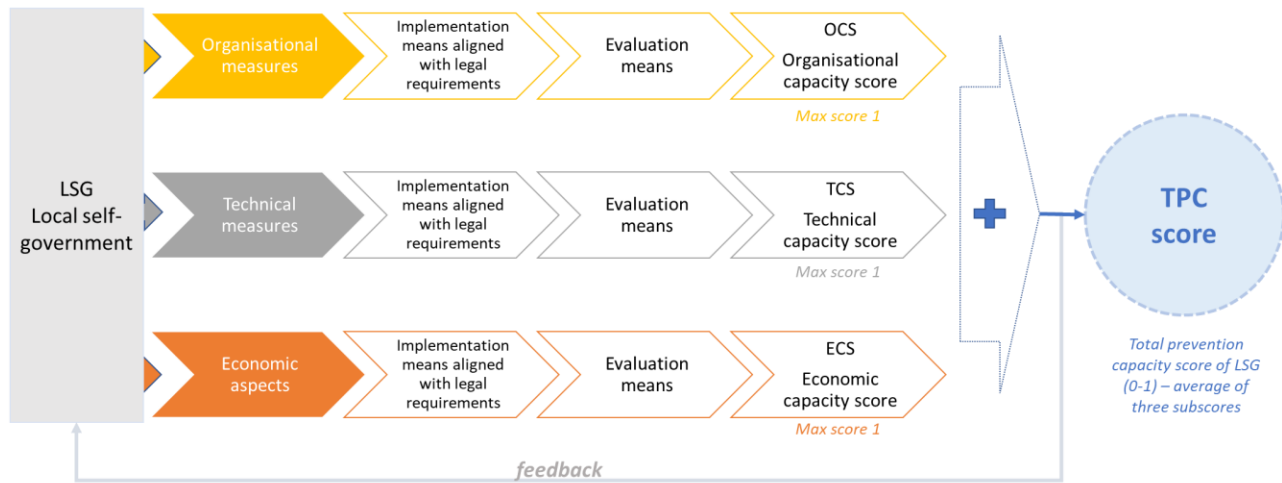 LSG
Local self-
government
Organisational
measures
Implementation
means aligned
with legal
requirements
Evaluation
means
OCS
Organisational
capacity score
Max score 1
Technical
measures
Implementation
means aligned
with legal
requirements
Evaluation
means
TCS
Technical
capacity score
Max score 1
Economic
aspects
Implementation
means aligned
with legal
requirements
Evaluation
means
ECS
Economic
capacity score
Max score 1
TPC
score
Total prevention
capacity score of LSG
(0-1) – average of
three subscores
feedback